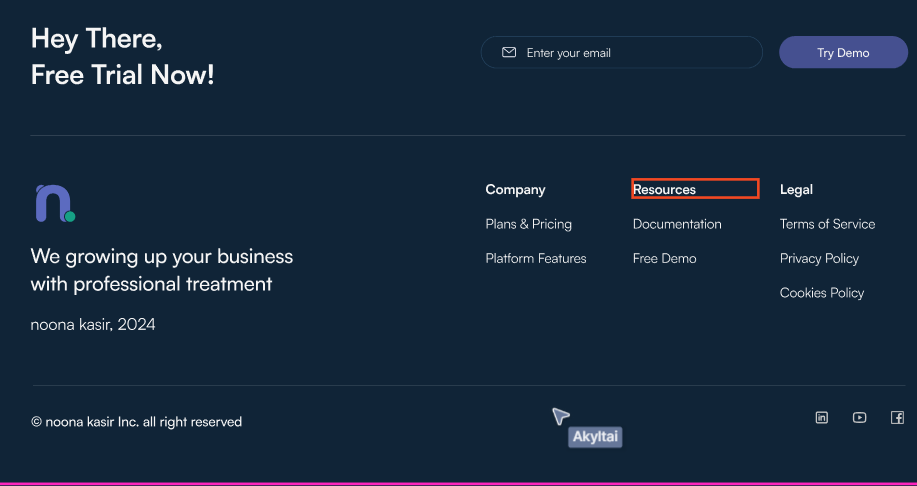 Hey There,
Free Trial Now!
Enter your email
Try Demo
n.
We growing up your business
with professional treatment
noona kasir, 2024
Company
Plans & Pricing
Platform Features
Resources
Documentation
Free Demo
Legal
Terms of Service
Privacy Policy
Cookies Policy
© noona kasir Inc. all right reserved
Akyltai
in